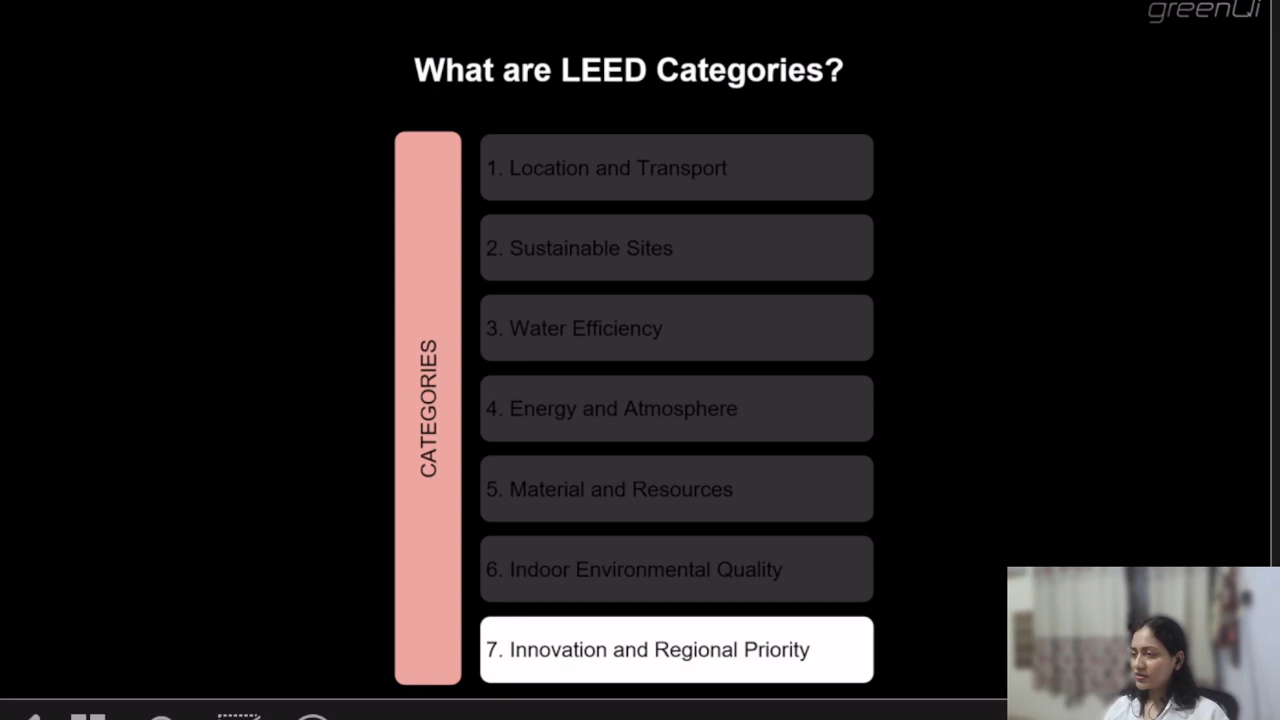 greenQi
What are LEED Categories?
CATEGORIES
1. Location and Transport
2. Sustainable Sites
3. Water Efficiency
4. Energy and Atmosphere
5. Material and Resources
6. Indoor Environmental Quality
7. Innovation and Regional Priority